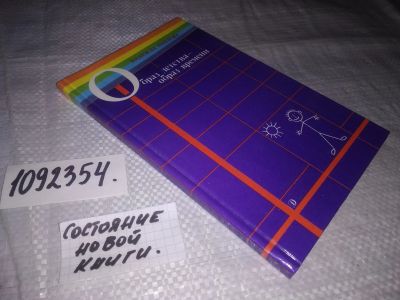 Образ детства–
образ времени
1092354.
СОСТОЯНИЕ
НОВОЙ
КНИГИ.